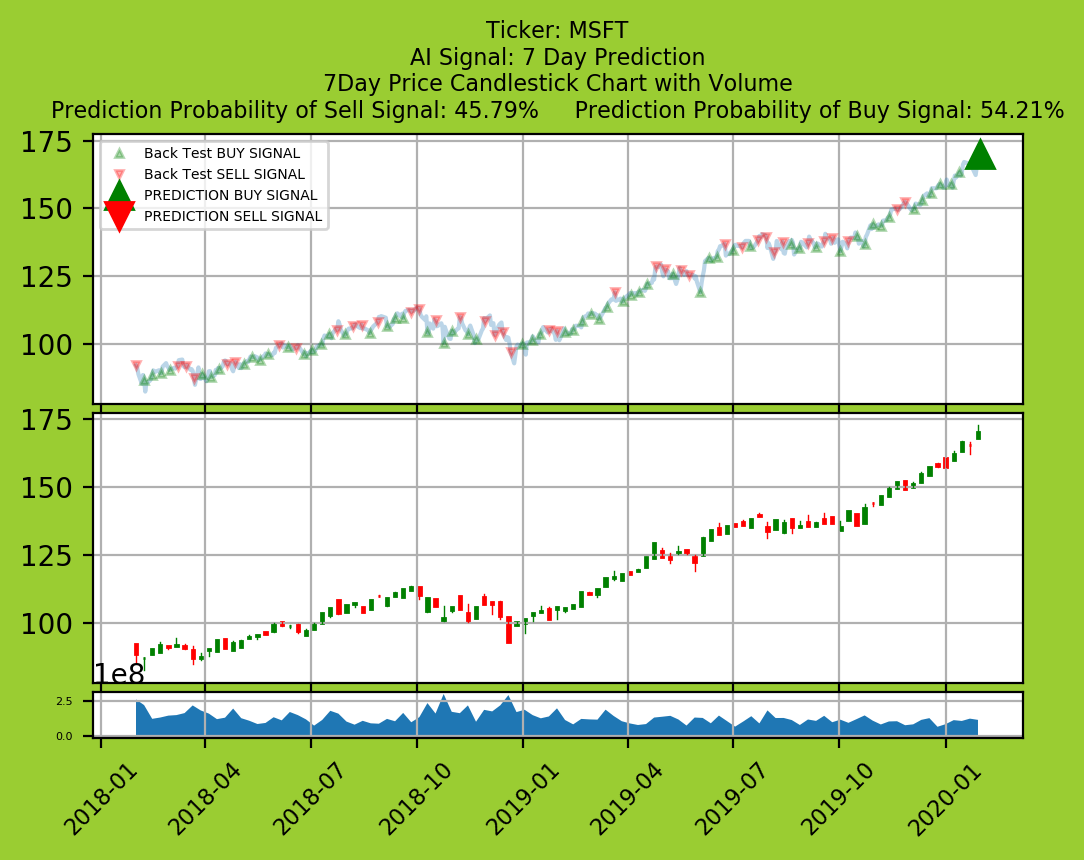 Ticker: MSFT
AI Signal: 7 Day Prediction
7Day Price Candlestick Chart with Volume
Prediction Probability of Sell Signal: 45.79% Prediction Probability of Buy Signal: 54.21%
175
150
125
100
Back Test BUY SIGNAL
Back Test SELL SIGNAL
PREDICTION BUY SIGNAL
PREDICTION SELL SIGNAL
175
150
125
100
1e8
2.5
0.0
2018-01
2018-04
2018-07
2018-10
2019-01
2019-04
2019-07
2019-10
2020-01